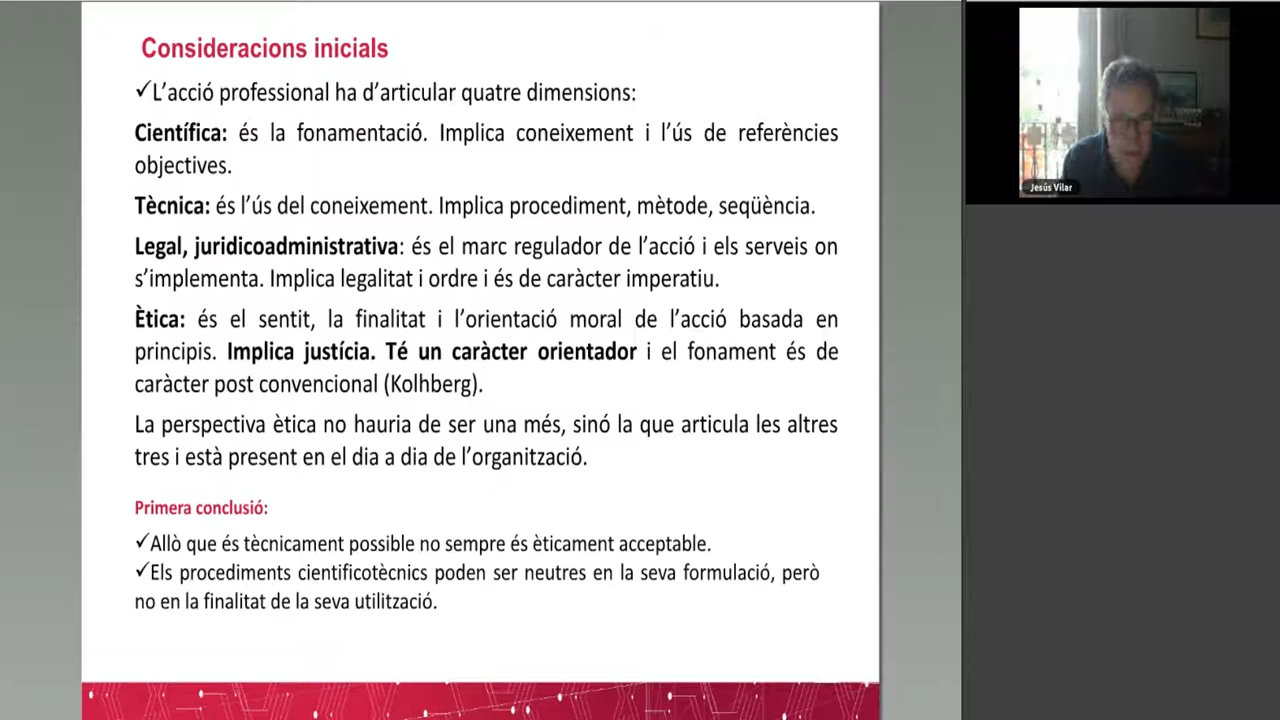 Consideracions inicials
✓L’acció professional ha d’articular quatre dimensions:
Científica: és la fonamentació. Implica coneixement i l’ús de referències
objectives.
Tècnica: és l’ús del coneixement. Implica procediment, mètode, seqüència.
Legal, juridicoadministrativa: és el marc regulador de l’acció i els serveis on
s’implementa. Implica legalitat i ordre i és de caràcter imperatiu.
Ètica: és el sentit, la finalitat i l’orientació moral de l’acció basada en
principis. Implica justícia. Té un caràcter orientador i el fonament és de
caràcter post convencional (Kolhberg).
La perspectiva ètica no hauria de ser una més, sinó la que articula les altres
tres i està present en el dia a dia de l’organització.
Primera conclusió:
✓Allò que és tècnicament possible no sempre és èticament acceptable.
✓Els procediments cientificotècnics poden ser neutres en la seva formulació, però
no en la finalitat de la seva utilització.
Jesús Vilar